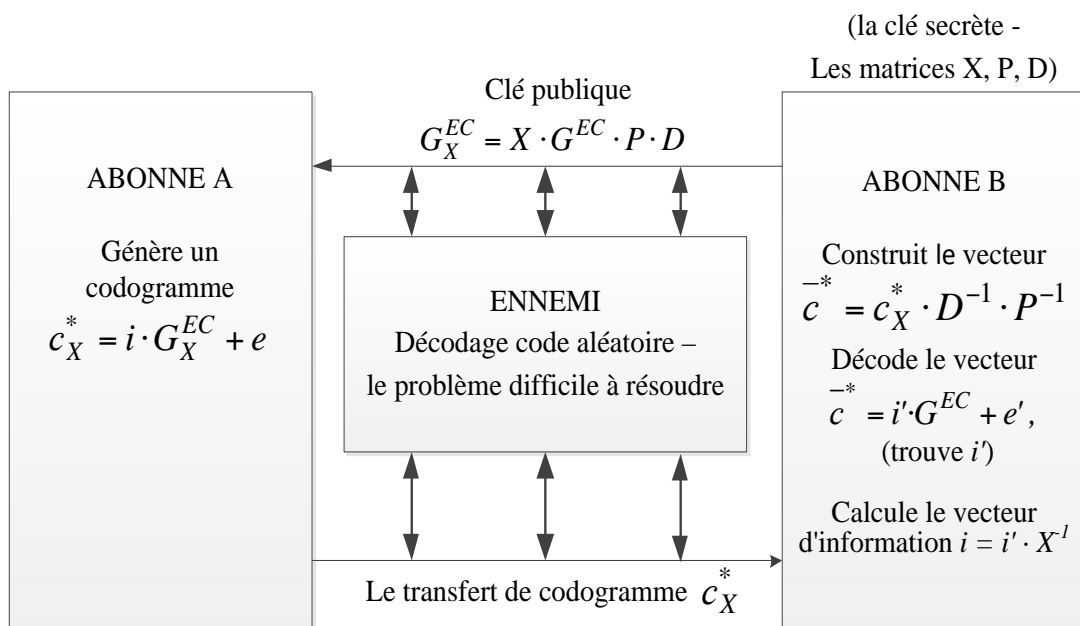 (la clé secrète -
Les matrices X, P, D)
Clé publique
G_X^{EC} = X · G^{EC} · P · D
ABONNE A
Génère un
codogramme
c_X^* = i · G_X^{EC} + e
ENNEMI
Décodage code aléatoire –
le problème difficile à résoudre
ABONNE B
Construit le vecteur
\overline{c}^* = c_X^* · D^{-1} · P^{-1}
Décode le vecteur
\overline{c}^* = i' · G^{EC} + e',
(trouve i')
Calcule le vecteur
d'information i = i' · X^{-1}
Le transfert de codogramme c_X^*